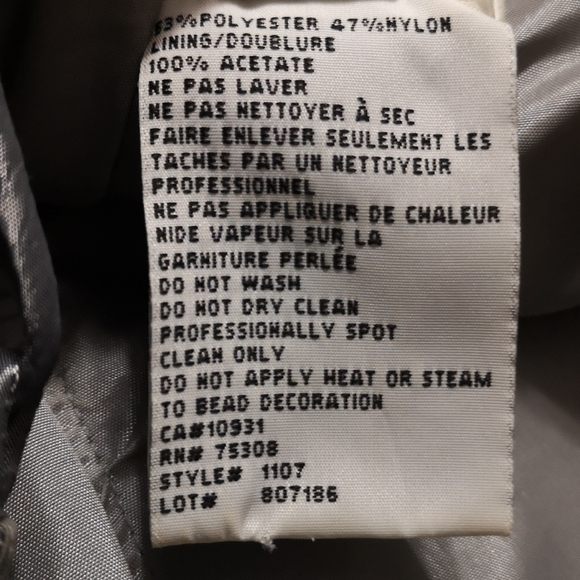 53%POLYESTER 47%NYLON
LINING/DOUBLURE
100% ACETATE
NE PAS LAVER
NE PAS NETTOYER À SEC
FAIRE ENLEVER SEULEMENT LES
TACHES PAR UN NETTOYEUR
PROFESSIONNEL
NE PAS APPLIQUER DE CHALEUR
NIDE VAPEUR SUR LA
GARNITURE PERLÉE
DO NOT WASH
DO NOT DRY CLEAN
PROFESSIONALLY SPOT
CLEAN ONLY
DO NOT APPLY HEAT OR STEAM
TO BEAD DECORATION
CA#10931
RN# 75308
STYLE# 1107
LOT# 807186